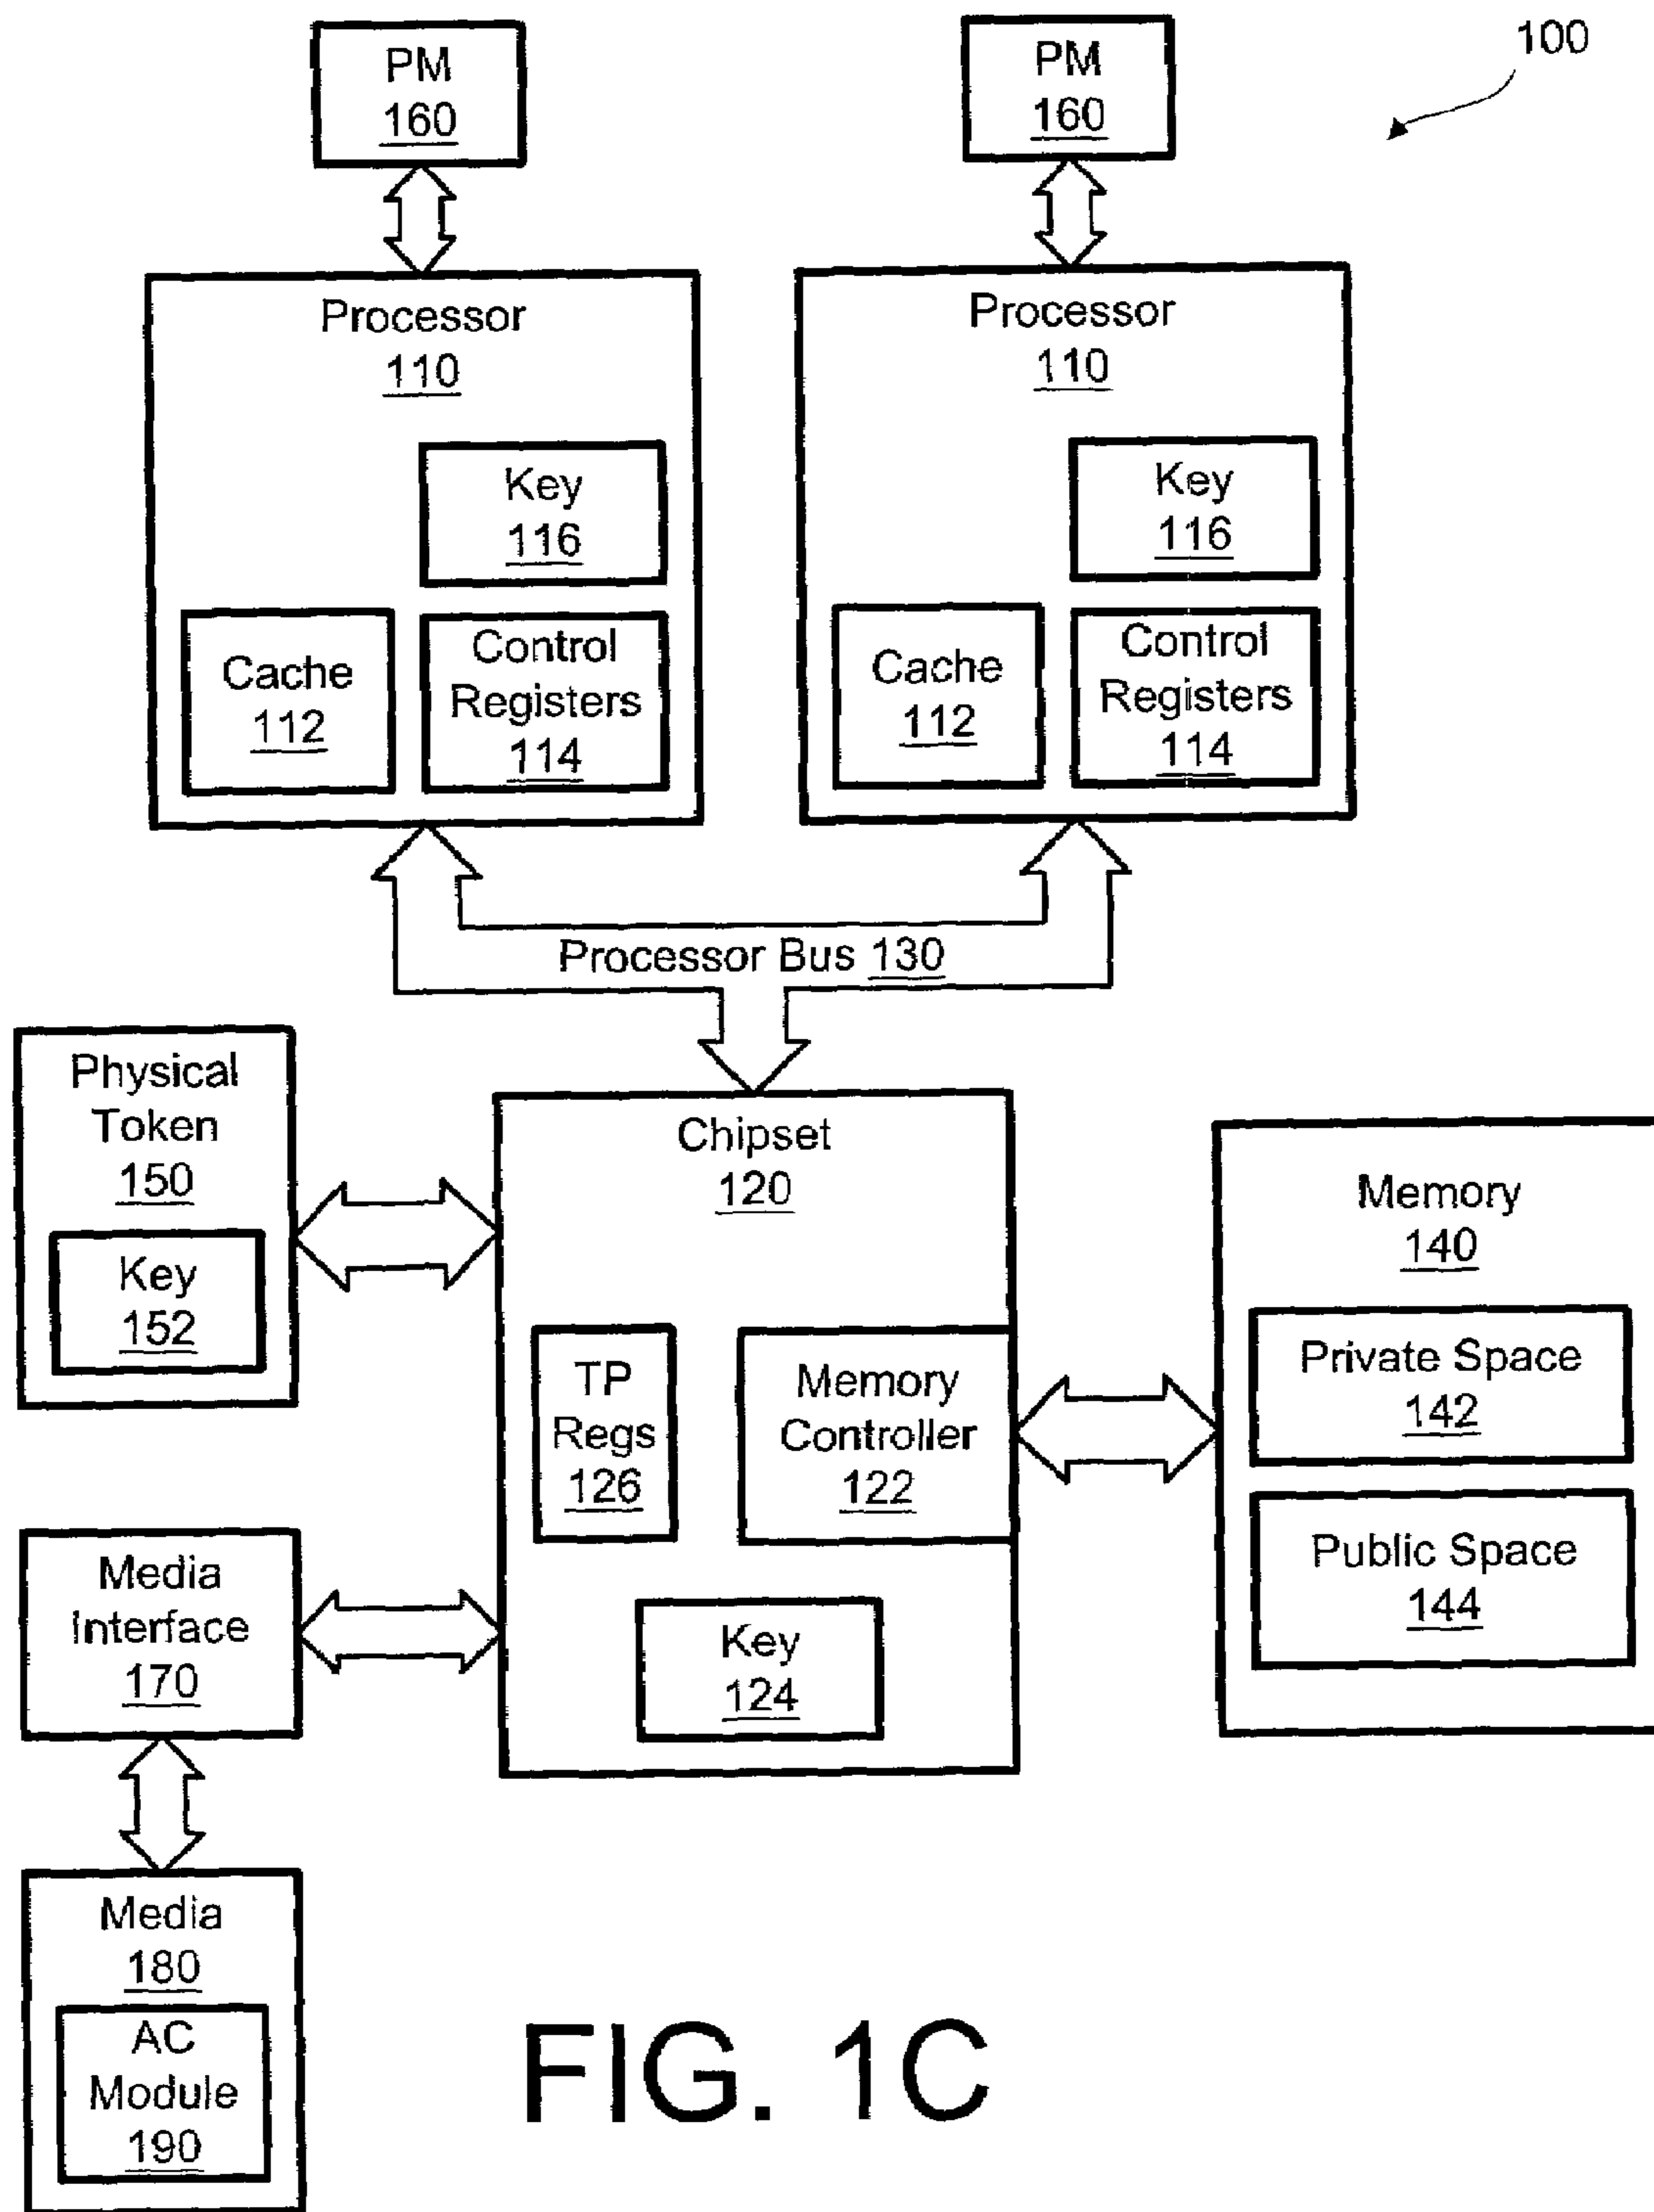 100
PM
160
PM
160
Processor
110
Key
116
Cache
112
Control
Registers
114
Processor
110
Key
116
Cache
112
Control
Registers
114
Processor Bus 130
Physical
Token
150
Key
152
Chipset
120
TP
Regs
126
Memory
Controller
122
Key
124
Memory
140
Private Space
142
Public Space
144
Media
Interface
170
Media
180
AC
Module
190
FIG. 1C